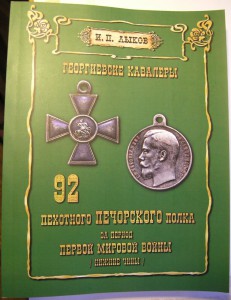 И. П. ЛЫКОВ
ГЕОРГИЕВСКИЕ КАВАЛЕРЫ
92
ПЕХОТНОГО ПЕЧОРСКОГО ПОЛКА
ЗА ПЕРИОД
ПЕРВОЙ МИРОВОЙ ВОЙНЫ
/НИЖНИЕ ЧИНЫ/